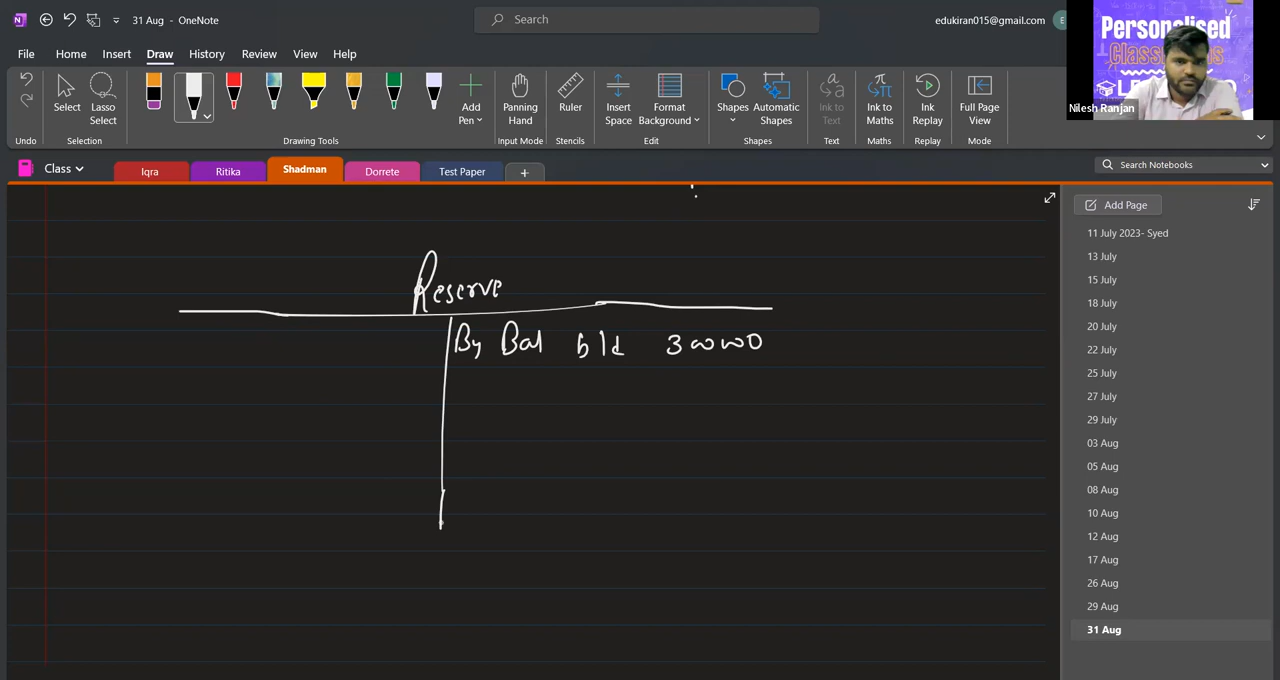 31 Aug - OneNote
Search
edukiran015@gmail.com
E
Personalised
Nilesh Ranjan
File Home Insert Draw History Review View Help
Undo
Select
Lasso Select
Add Pen
Panning Hand
Ruler
Insert Space
Format Background
Shapes
Automatic Shapes
Ink to Text
Ink to Maths
Ink Replay
Full Page View
Selection
Drawing Tools
Input Mode
Stencils
Edit
Shapes
Text
Maths
Replay
Mode
Class
Iqra
Ritika
Shadman
Dorrete
Test Paper
+
Search Notebooks
Add Page
11 July 2023- Syed
13 July
15 July
18 July
20 July
22 July
25 July
27 July
29 July
03 Aug
05 Aug
08 Aug
10 Aug
12 Aug
17 Aug
26 Aug
29 Aug
31 Aug
Reserve
By Bal b/d